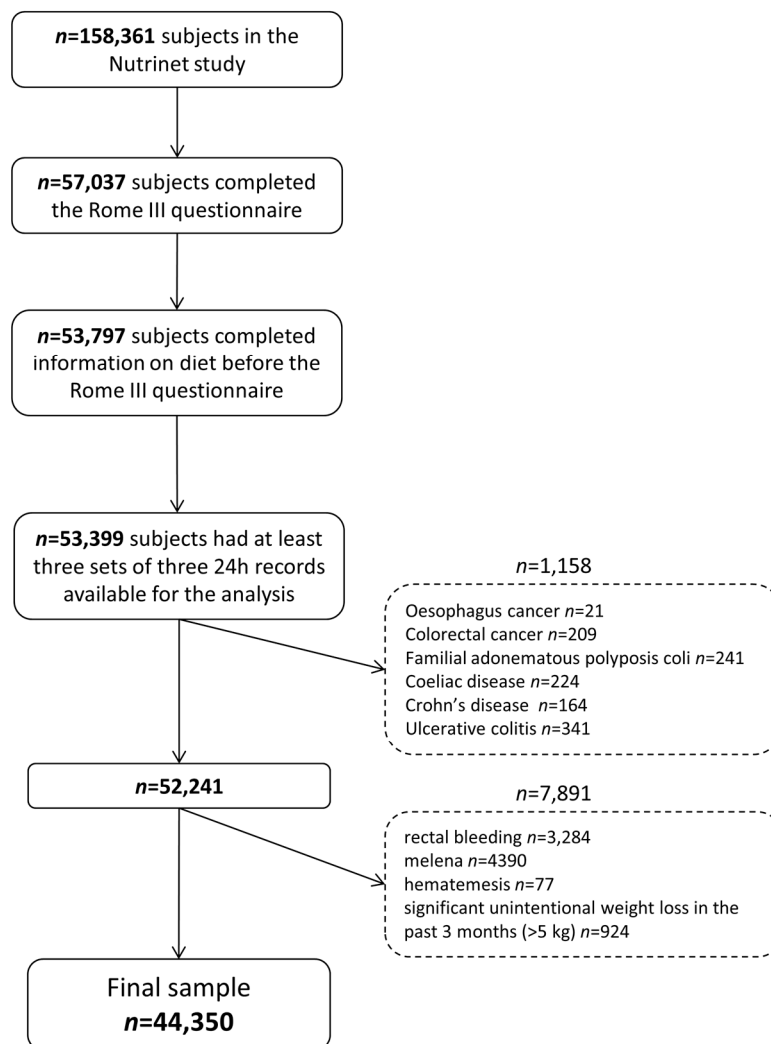 n=158,361 subjects in the
Nutrinet study
n=57,037 subjects completed
the Rome III questionnaire
n=53,797 subjects completed
information on diet before the
Rome III questionnaire
n=53,399 subjects had at least
three sets of three 24h records
available for the analysis
n=1,158
Oesophagus cancer n=21
Colorectal cancer n=209
Familial adonematous polyposis coli n=241
Coeliac disease n=224
Crohn’s disease n=164
Ulcerative colitis n=341
n=52,241
n=7,891
rectal bleeding n=3,284
melena n=4390
hematemesis n=77
significant unintentional weight loss in the
past 3 months (>5 kg) n=924
Final sample
n=44,350